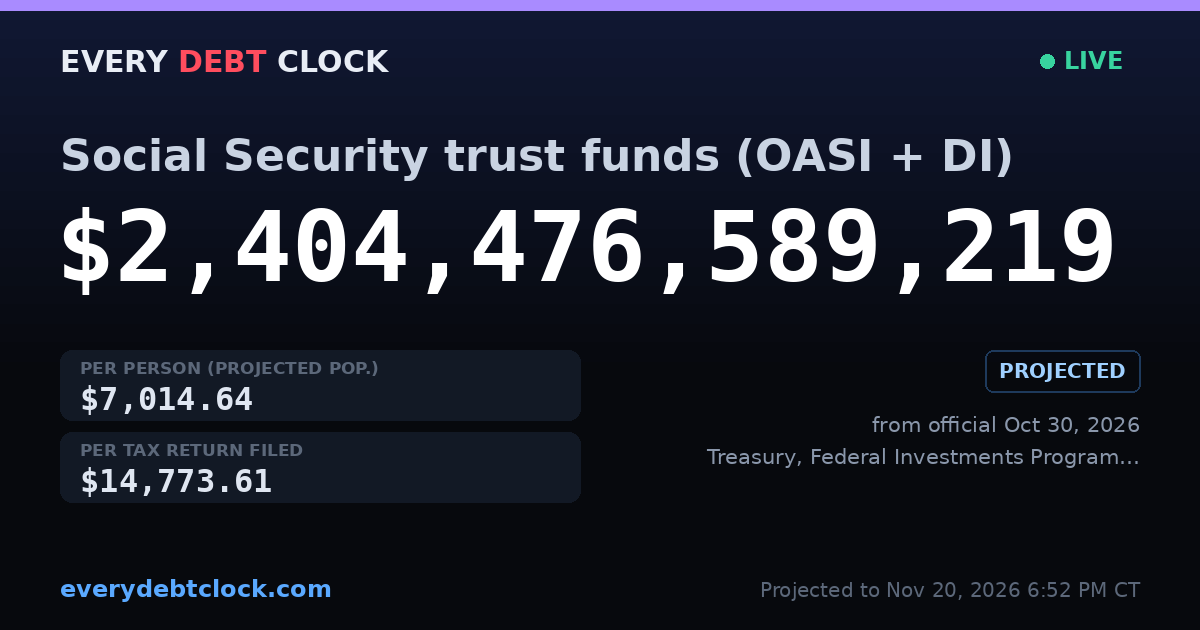 EVERY DEBT CLOCK
LIVE
Social Security trust funds (OASI + DI)
$2,404,476,589,219
PER PERSON (PROJECTED POP.)
$7,014.64
PER TAX RETURN FILED
$14,773.61
PROJECTED
from official Oct 30, 2026
Treasury, Federal Investments Program…
everydebtclock.com
Projected to Nov 20, 2026 6:52 PM CT